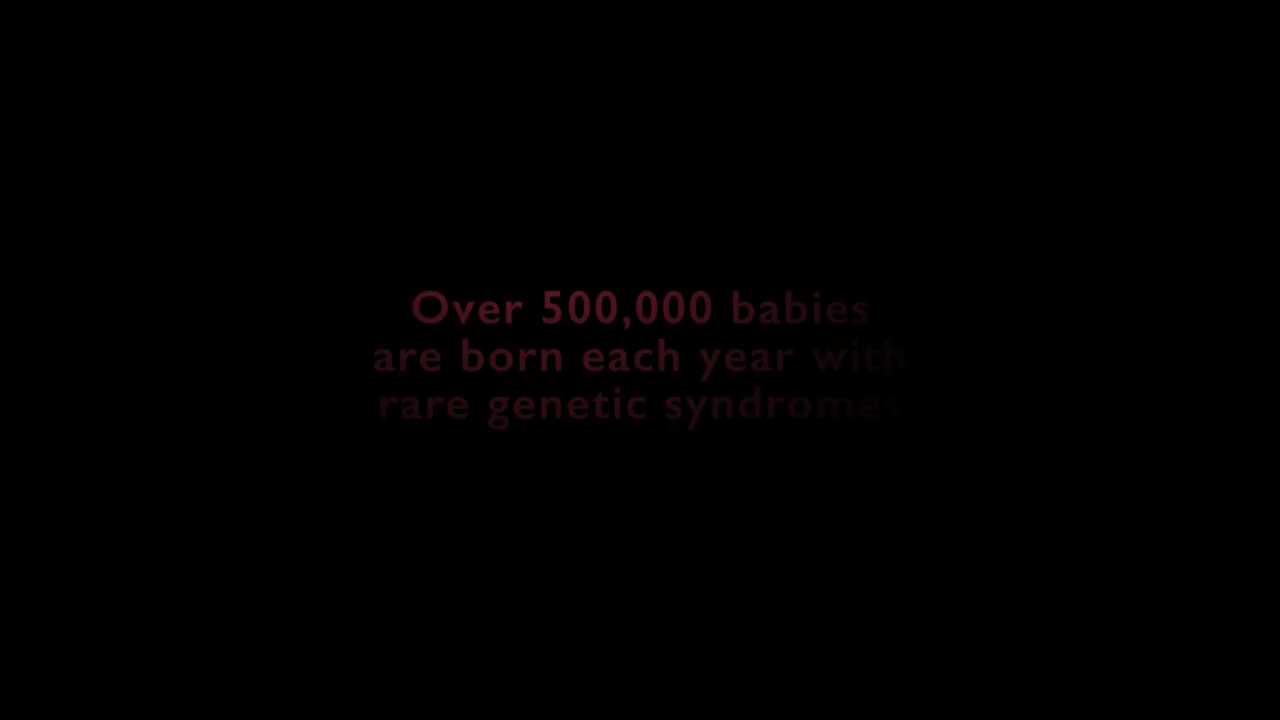 Over 500,000 babies
are born each year with
rare genetic syndromes